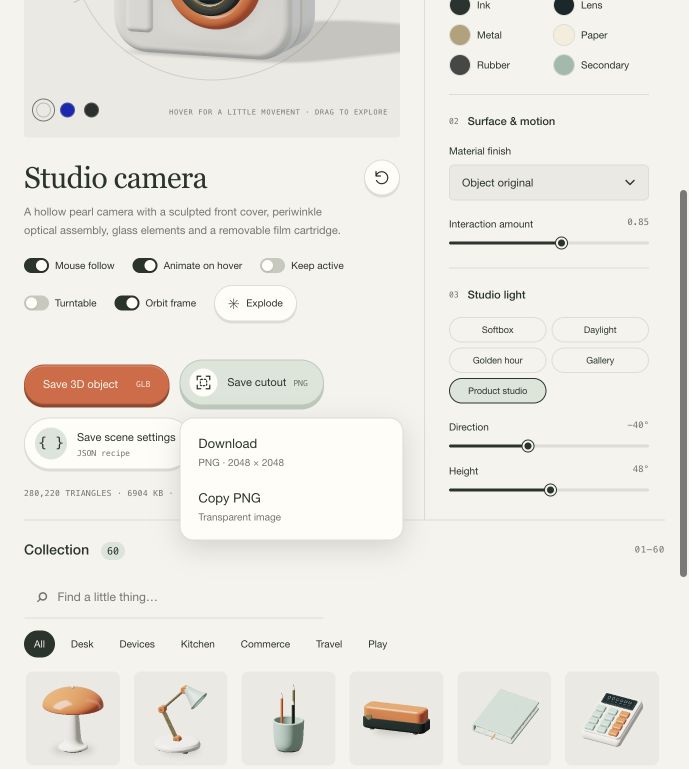 HOVER FOR A LITTLE MOVEMENT · DRAG TO EXPLORE
Studio camera
A hollow pearl camera with a sculpted front cover, periwinkle
optical assembly, glass elements and a removable film cartridge.
Mouse follow
Animate on hover
Keep active
Turntable
Orbit frame
Explode
Save 3D object GLB
Save cutout PNG
{ }
Save scene settings
JSON recipe
Download
PNG · 2048 × 2048
Copy PNG
Transparent image
280,220 TRIANGLES · 6904 KB ·
Ink
Lens
Metal
Paper
Rubber
Secondary
02 Surface & motion
Material finish
Object original
Interaction amount 0.85
03 Studio light
Softbox
Daylight
Golden hour
Gallery
Product studio
Direction −40°
Height 48°
Collection 60
01—60
Find a little thing…
All
Desk
Devices
Kitchen
Commerce
Travel
Play